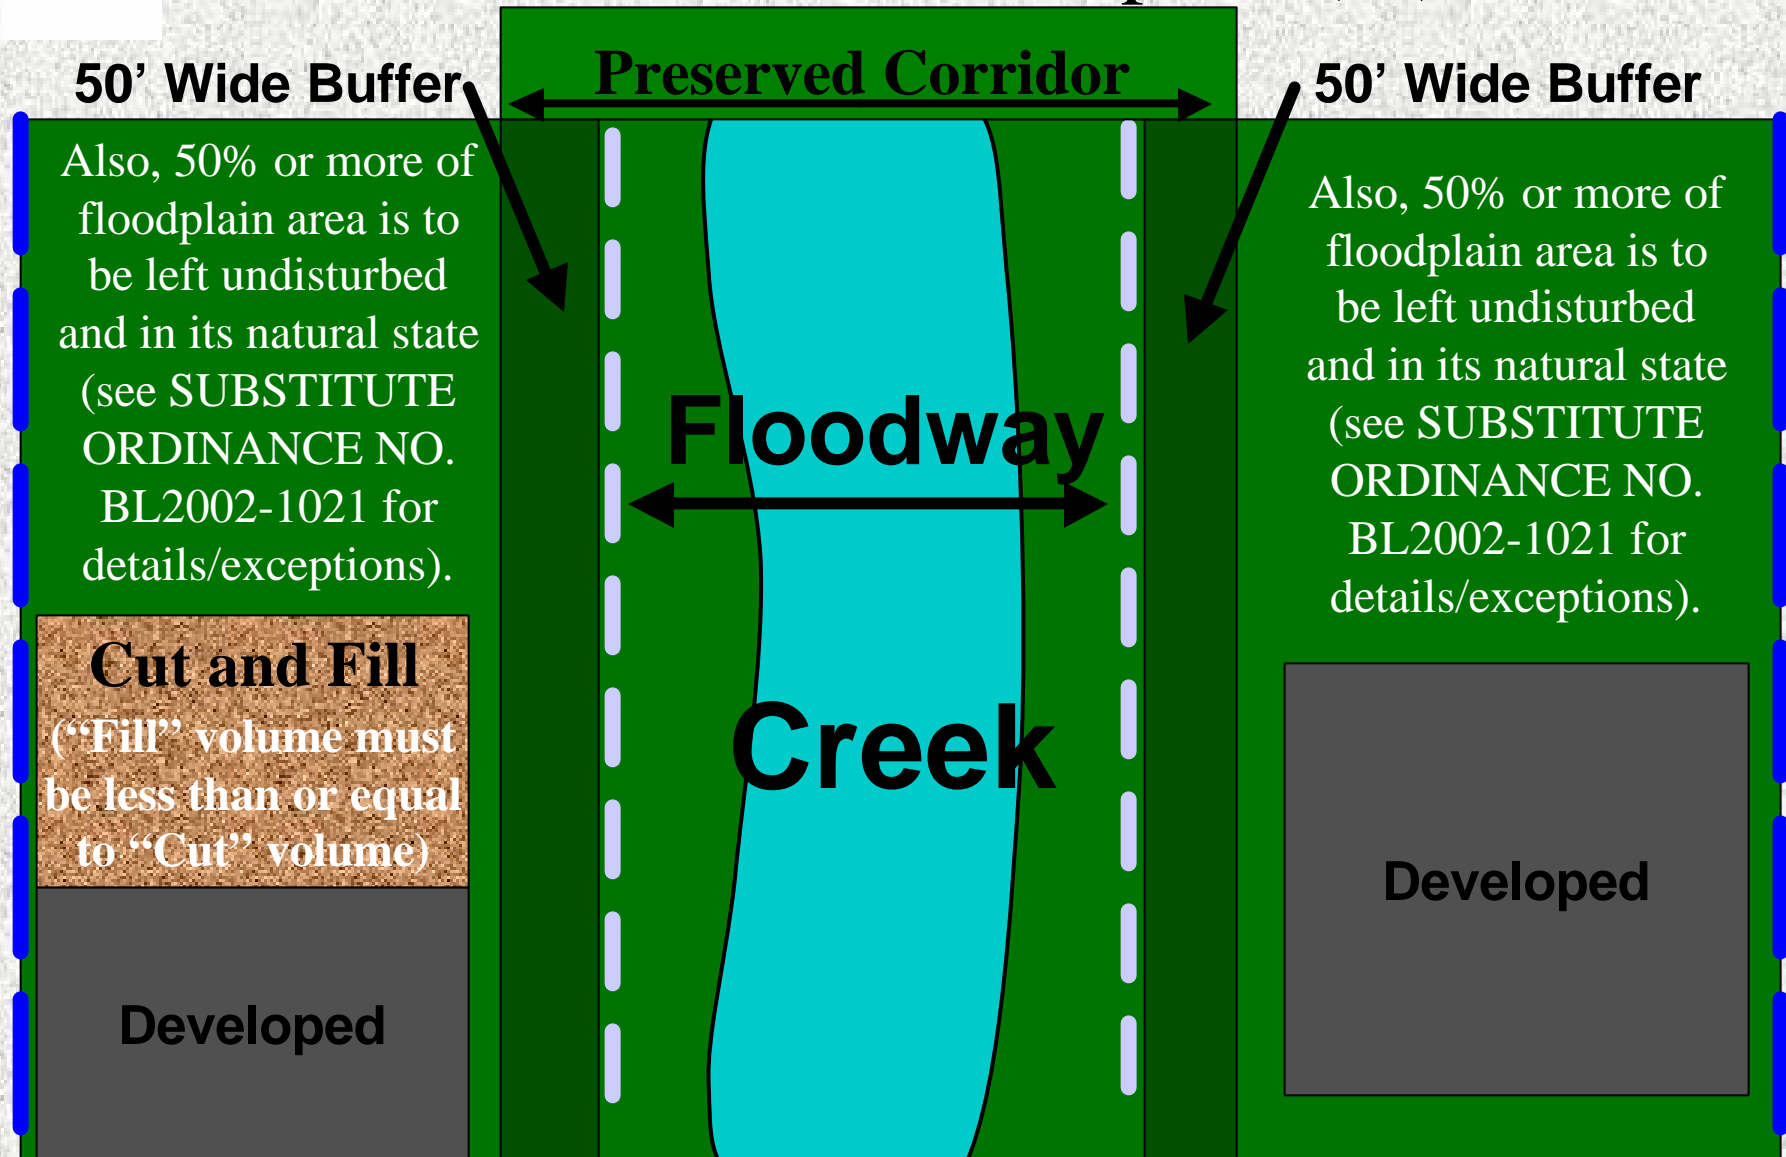 50’ Wide Buffer
Preserved Corridor
50’ Wide Buffer
Also, 50% or more of
floodplain area is to
be left undisturbed
and in its natural state
(see SUBSTITUTE
ORDINANCE NO.
BL2002-1021 for
details/exceptions).
Cut and Fill
(“Fill” volume must
be less than or equal
to “Cut” volume)
Developed
Floodway
Creek
Also, 50% or more of
floodplain area is to
be left undisturbed
and in its natural state
(see SUBSTITUTE
ORDINANCE NO.
BL2002-1021 for
details/exceptions).
Developed